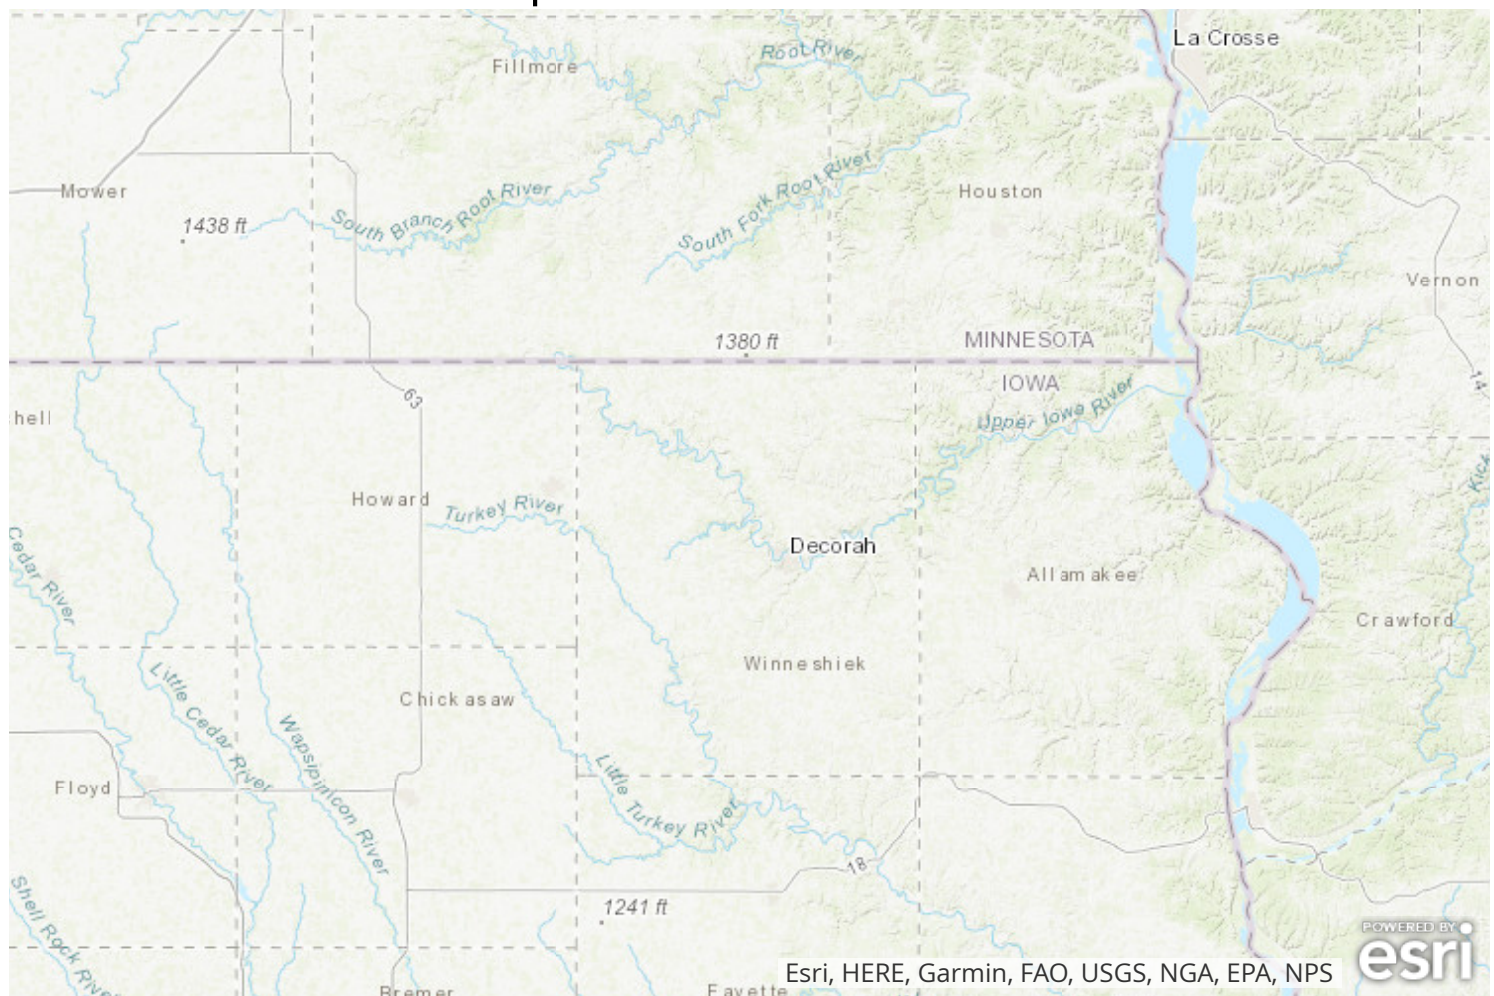 La Crosse
Root River
Fillmore
Mower
South Branch Root River
South Fork Root River
Houston
1438 ft
Vernon
1380 ft
MINNESOTA
IOWA
14
63
hell
Upper Iowa River
Howard
Turkey River
Kick
Decorah
Cedar River
Allamakee
Crawford
Winneshiek
Chickasaw
Little Cedar River
Wapsipinicon River
Floyd
Little Turkey River
18
Shell Rock River
1241 ft
POWERED BY
esri
Esri, HERE, Garmin, FAO, USGS, NGA, EPA, NPS
Bremer
Fayette